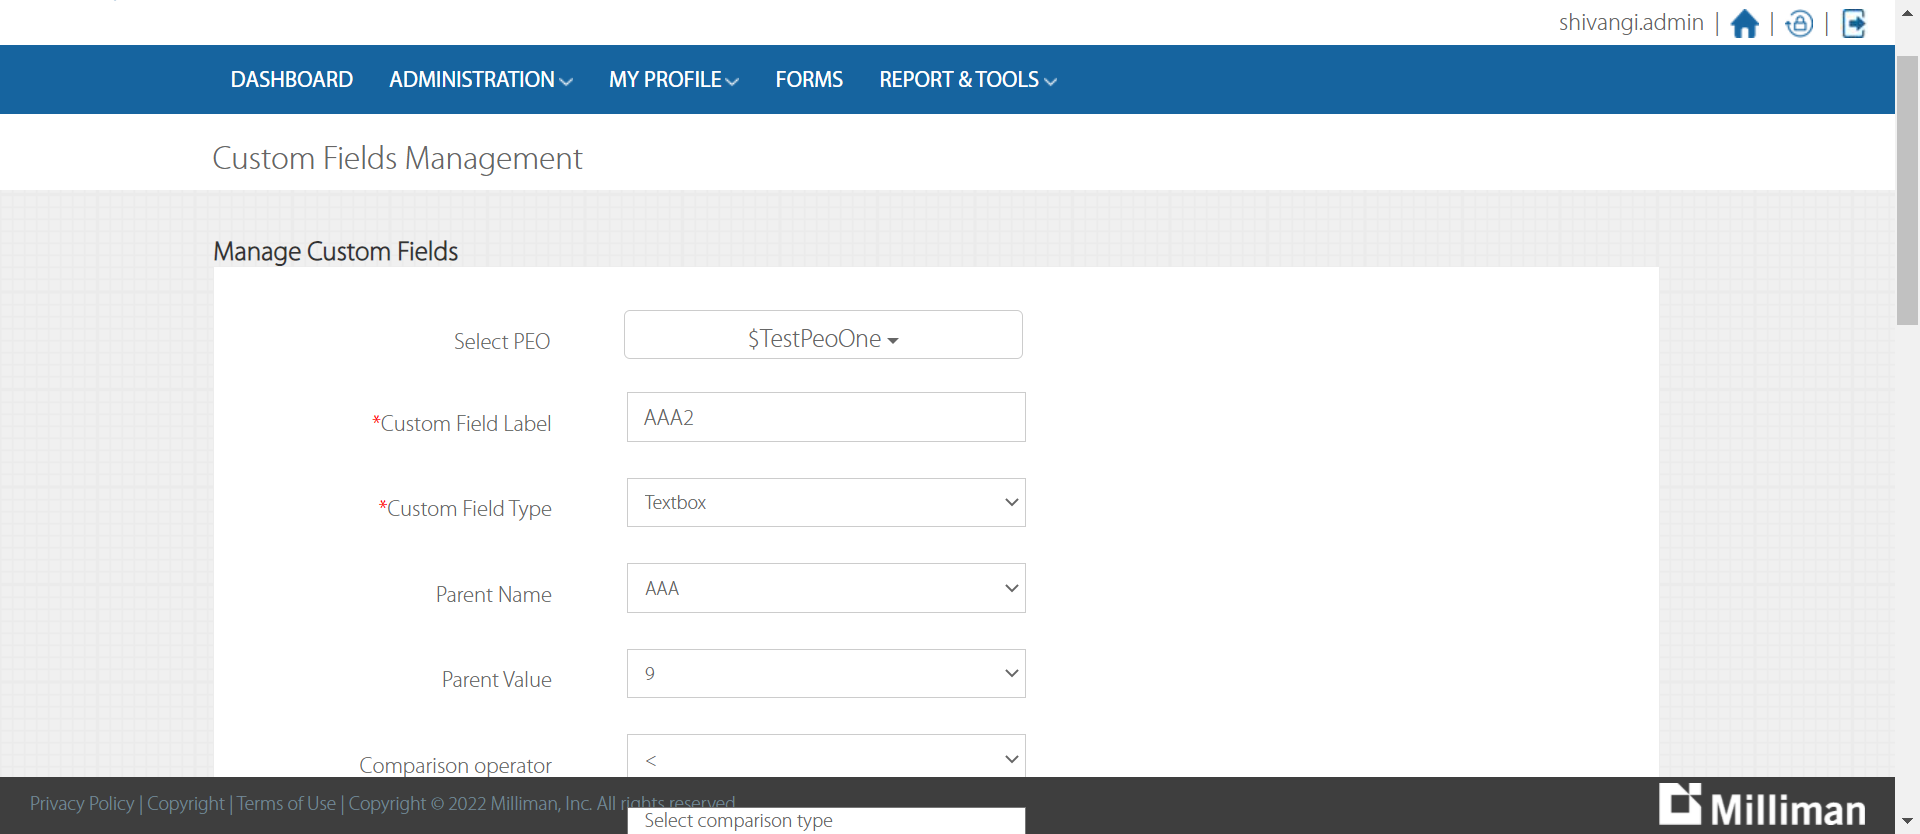 shivangi.admin | | |
DASHBOARD ADMINISTRATION MY PROFILE FORMS REPORT & TOOLS
Custom Fields Management
Manage Custom Fields
Select PEO $TestPeoOne
*Custom Field Label AAA2
*Custom Field Type Textbox
Parent Name AAA
Parent Value 9
Comparison operator <
Privacy Policy | Copyright | Terms of Use | Copyright © 2022 Milliman, Inc. All rights reserved
Select comparison type
Milliman